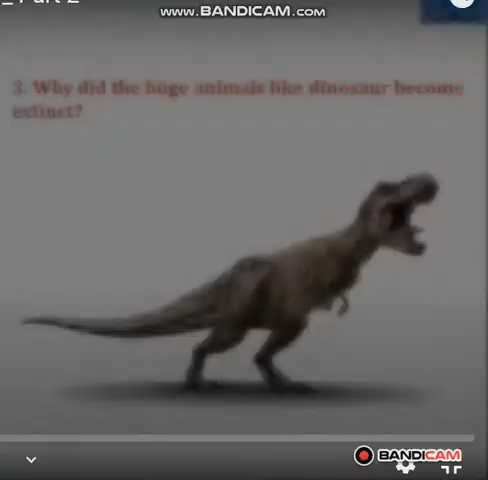 www.BANDICAM.com
3. Why did the huge animals like dinosaur become
extinct?
BANDICAM